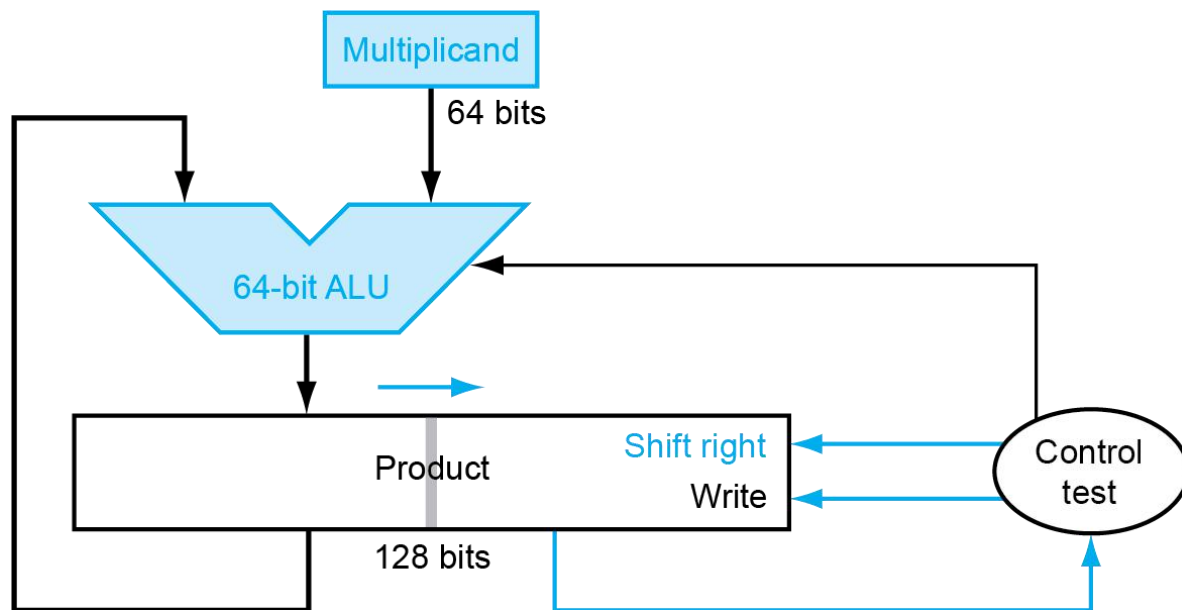 Multiplicand
64 bits
64-bit ALU
Product
Shift right
Write
128 bits
Control
test